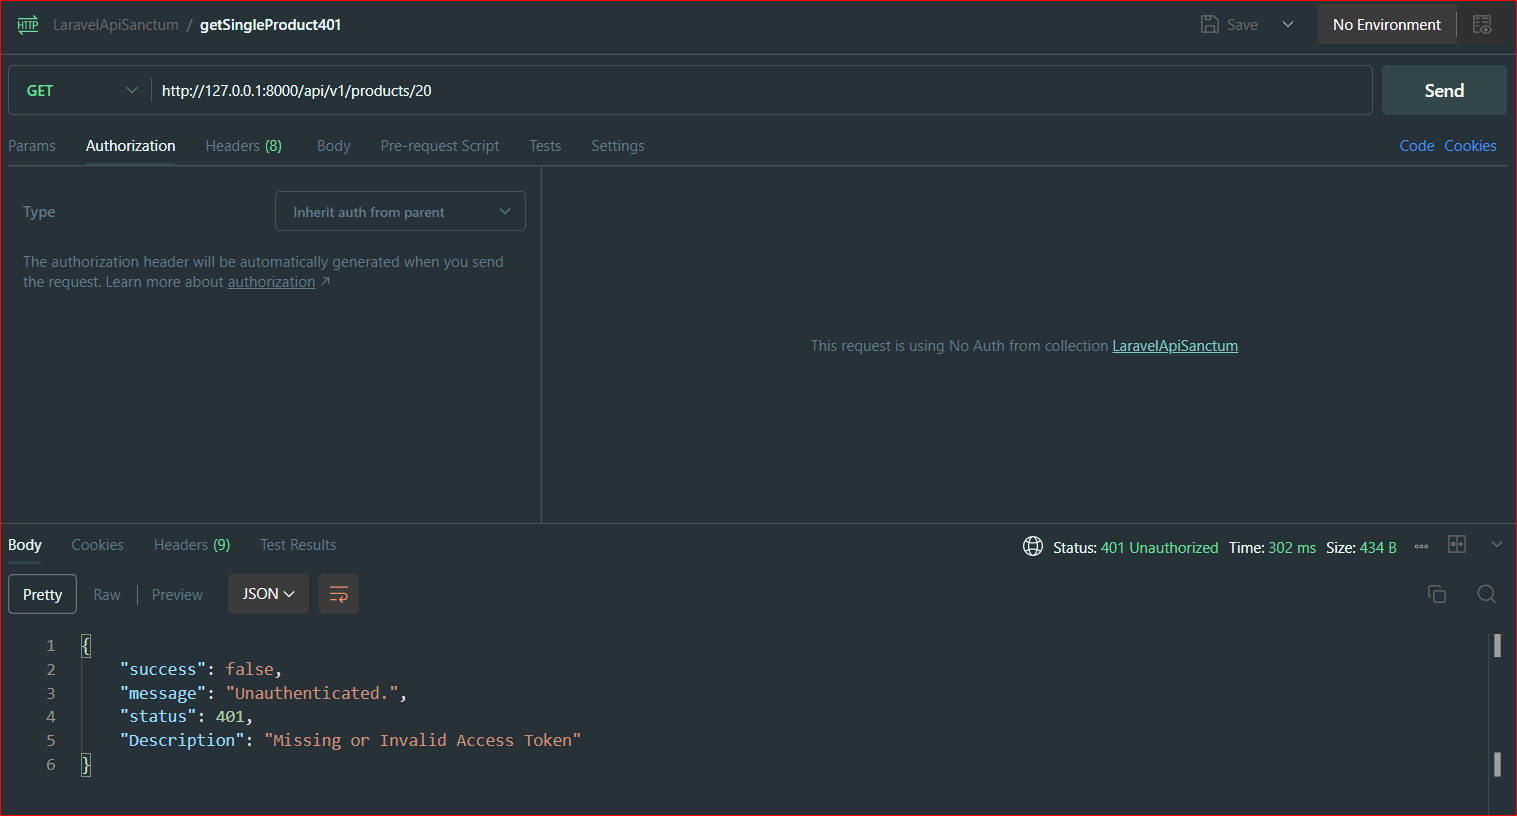 HTTP LaravelApiSanctum / getSingleProduct401 Save No Environment
GET http://127.0.0.1:8000/api/v1/products/20 Send
Params Authorization Headers (8) Body Pre-request Script Tests Settings Code Cookies
Type Inherit auth from parent
The authorization header will be automatically generated when you send
the request. Learn more about authorization ↗
This request is using No Auth from collection LaravelApiSanctum
Body Cookies Headers (9) Test Results Status: 401 Unauthorized Time: 302 ms Size: 434 B
Pretty Raw Preview JSON
1 {
2 "success": false,
3 "message": "Unauthenticated.",
4 "status": 401,
5 "Description": "Missing or Invalid Access Token"
6 }